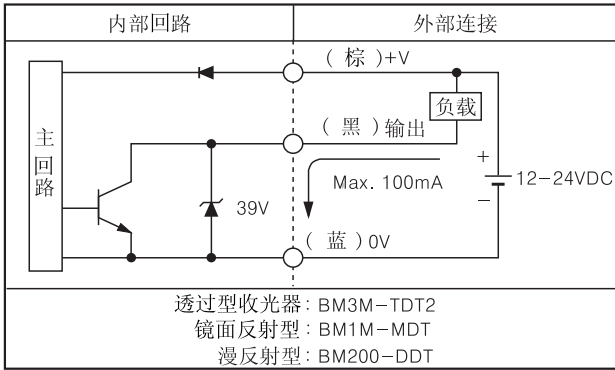 内部回路 外部连接
(棕)+V
负载
(黑)输出
主回路
+
Max. 100mA
12-24VDC
39V
-
(蓝)0V
透过型收光器: BM3M-TDT2
镜面反射型: BM1M-MDT
漫反射型: BM200-DDT